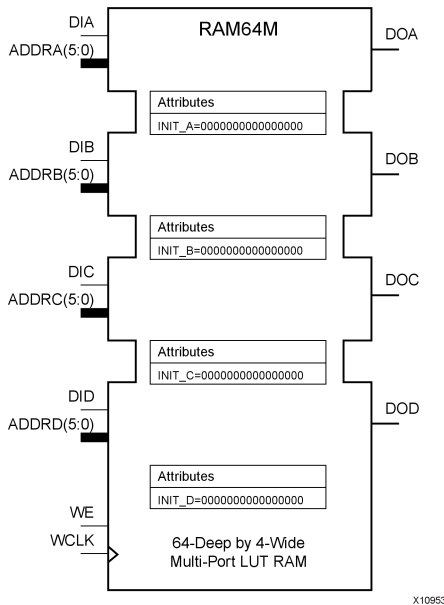 RAM64M
DIA
ADDRA(5:0)
DOA
Attributes
INIT_A=0000000000000000
DIB
ADDRB(5:0)
DOB
Attributes
INIT_B=0000000000000000
DIC
ADDRC(5:0)
DOC
Attributes
INIT_C=0000000000000000
DID
ADDRD(5:0)
DOD
Attributes
INIT_D=0000000000000000
WE
WCLK
64-Deep by 4-Wide
Multi-Port LUT RAM
X10953